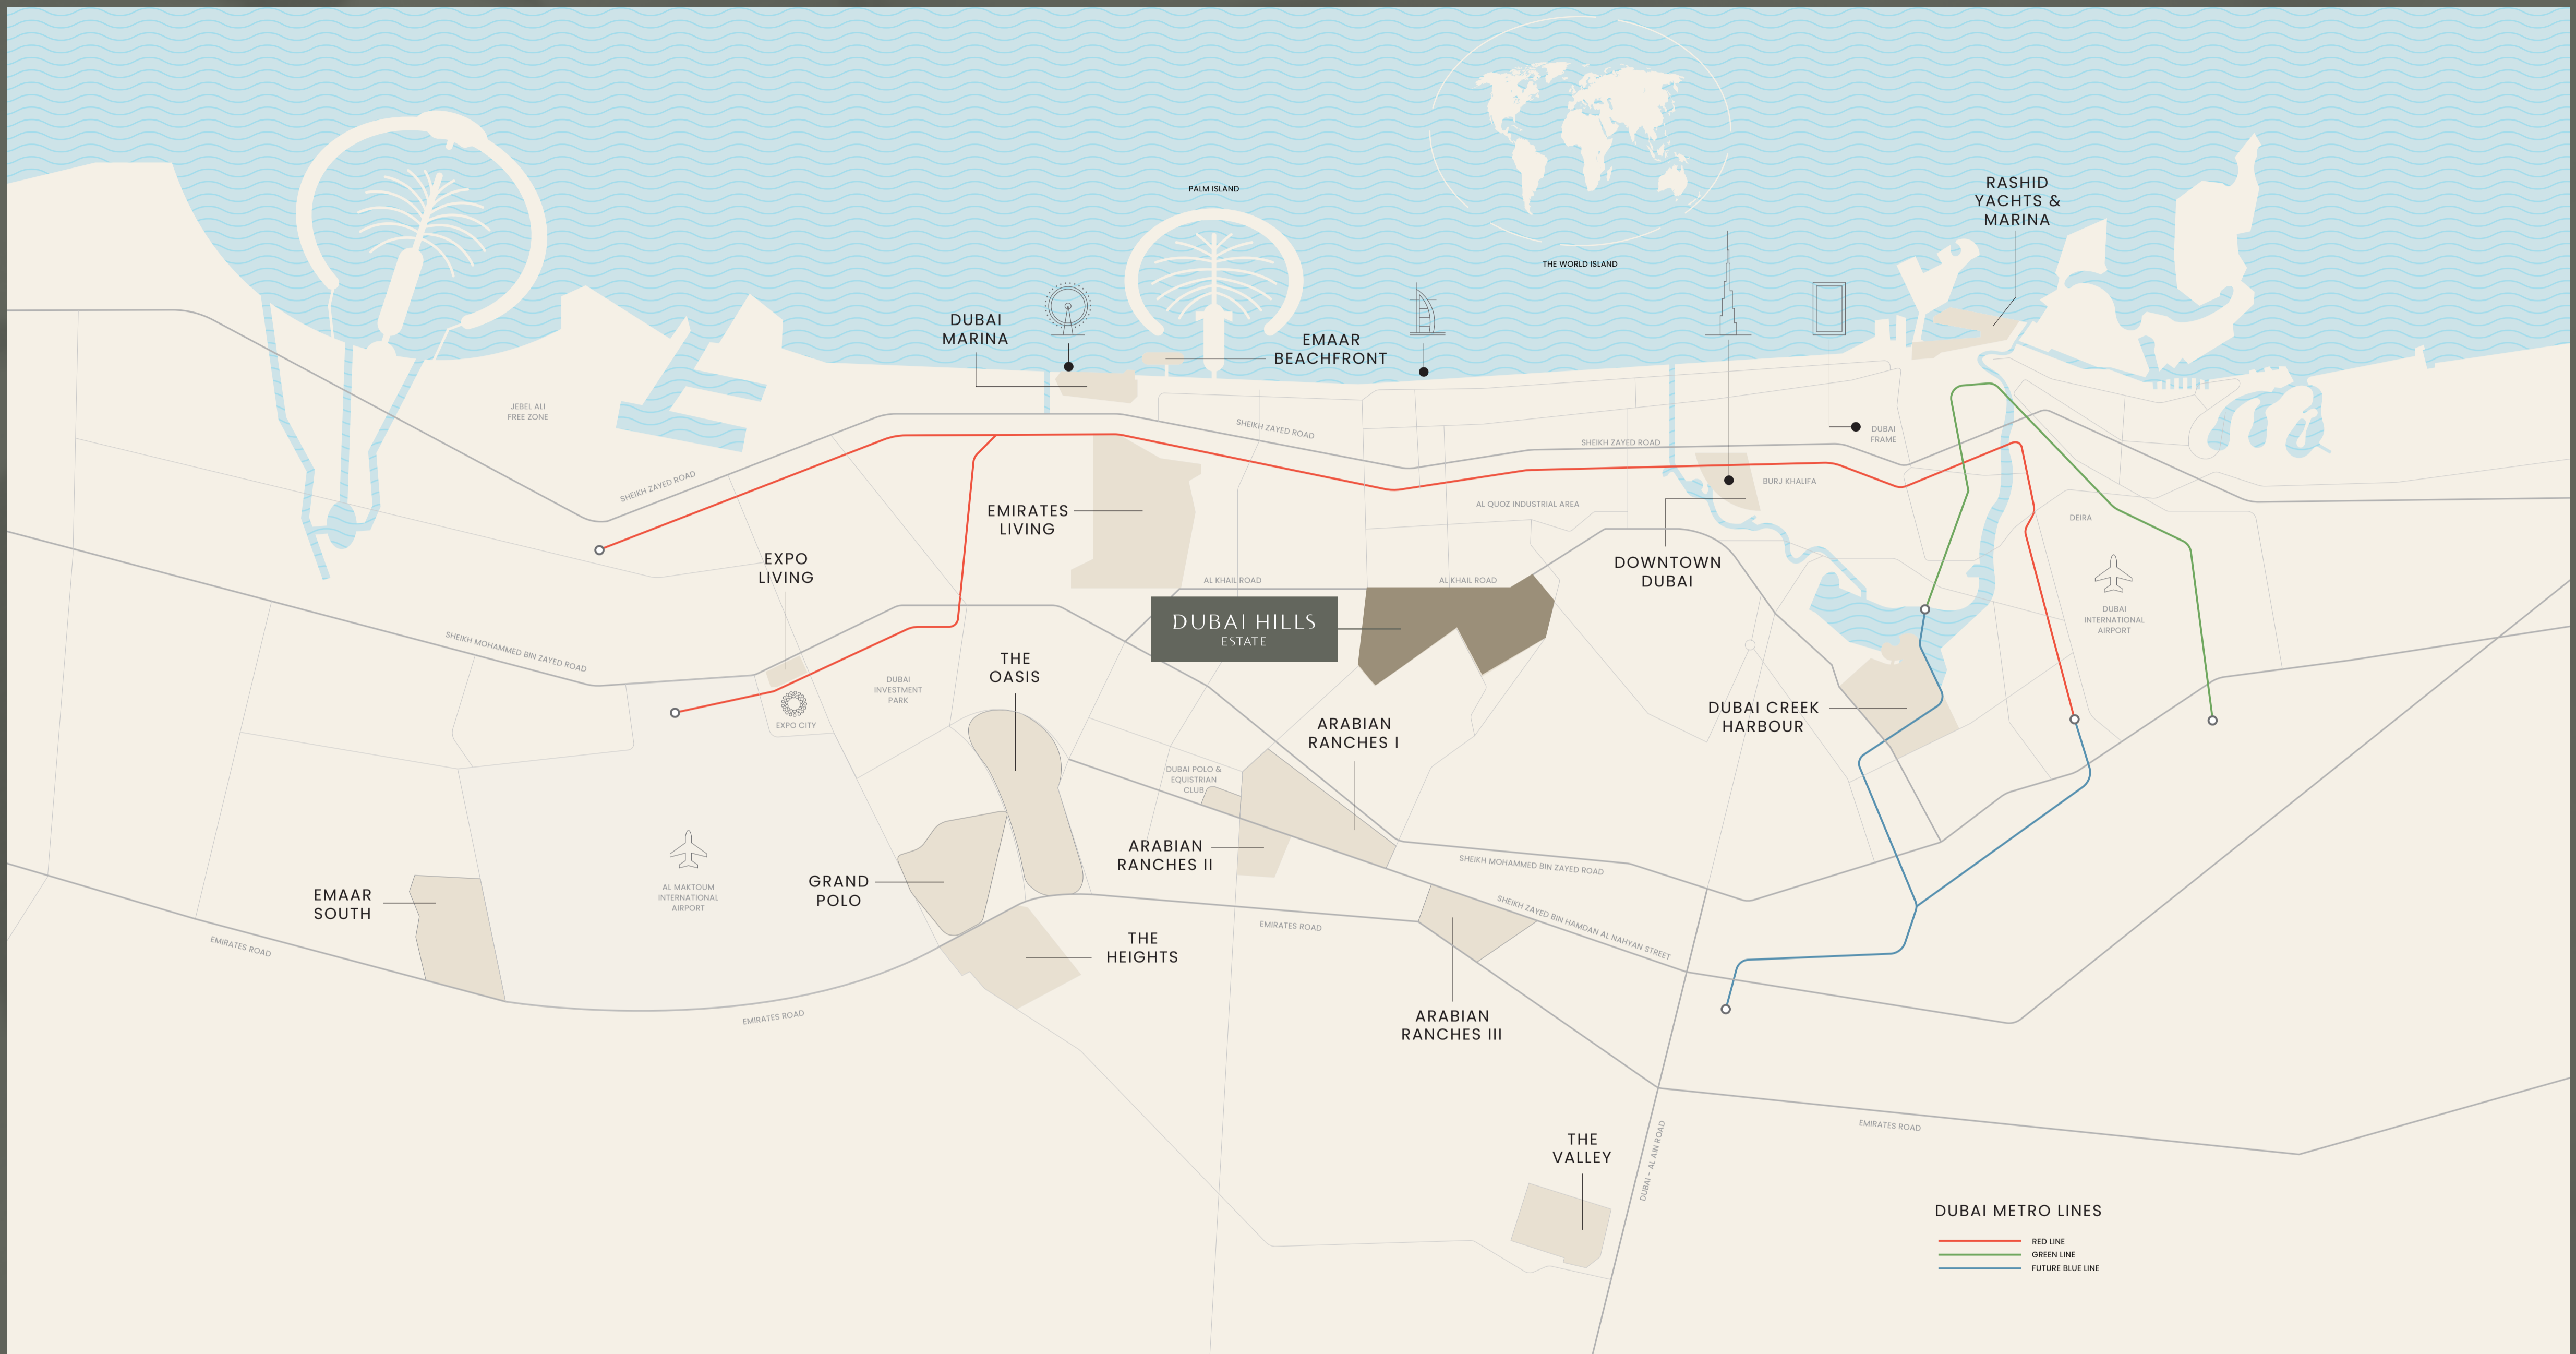 PALM ISLAND
THE WORLD ISLAND
RASHID
YACHTS &
MARINA
DUBAI
MARINA
EMAAR
BEACHFRONT
JEBEL ALI
FREE ZONE
SHEIKH ZAYED ROAD
SHEIKH ZAYED ROAD
SHEIKH ZAYED ROAD
DUBAI
FRAME
BURJ KHALIFA
AL QUOZ INDUSTRIAL AREA
EMIRATES
LIVING
DEIRA
EXPO
LIVING
DOWNTOWN
DUBAI
AL KHAIL ROAD
AL KHAIL ROAD
DUBAI HILLS
ESTATE
DUBAI
INTERNATIONAL
AIRPORT
SHEIKH MOHAMMED BIN ZAYED ROAD
THE
OASIS
DUBAI
INVESTMENT
PARK
EXPO CITY
DUBAI CREEK
HARBOUR
ARABIAN
RANCHES I
DUBAI POLO &
EQUISTRIAN
CLUB
ARABIAN
RANCHES II
SHEIKH MOHAMMED BIN ZAYED ROAD
GRAND
POLO
AL MAKTOUM
INTERNATIONAL
AIRPORT
EMAAR
SOUTH
SHEIKH ZAYED BIN HAMDAN AL NAHYAN STREET
EMIRATES ROAD
EMIRATES ROAD
THE
HEIGHTS
EMIRATES ROAD
ARABIAN
RANCHES III
EMIRATES ROAD
THE
VALLEY
DUBAI - AL AIN ROAD
DUBAI METRO LINES
RED LINE
GREEN LINE
FUTURE BLUE LINE